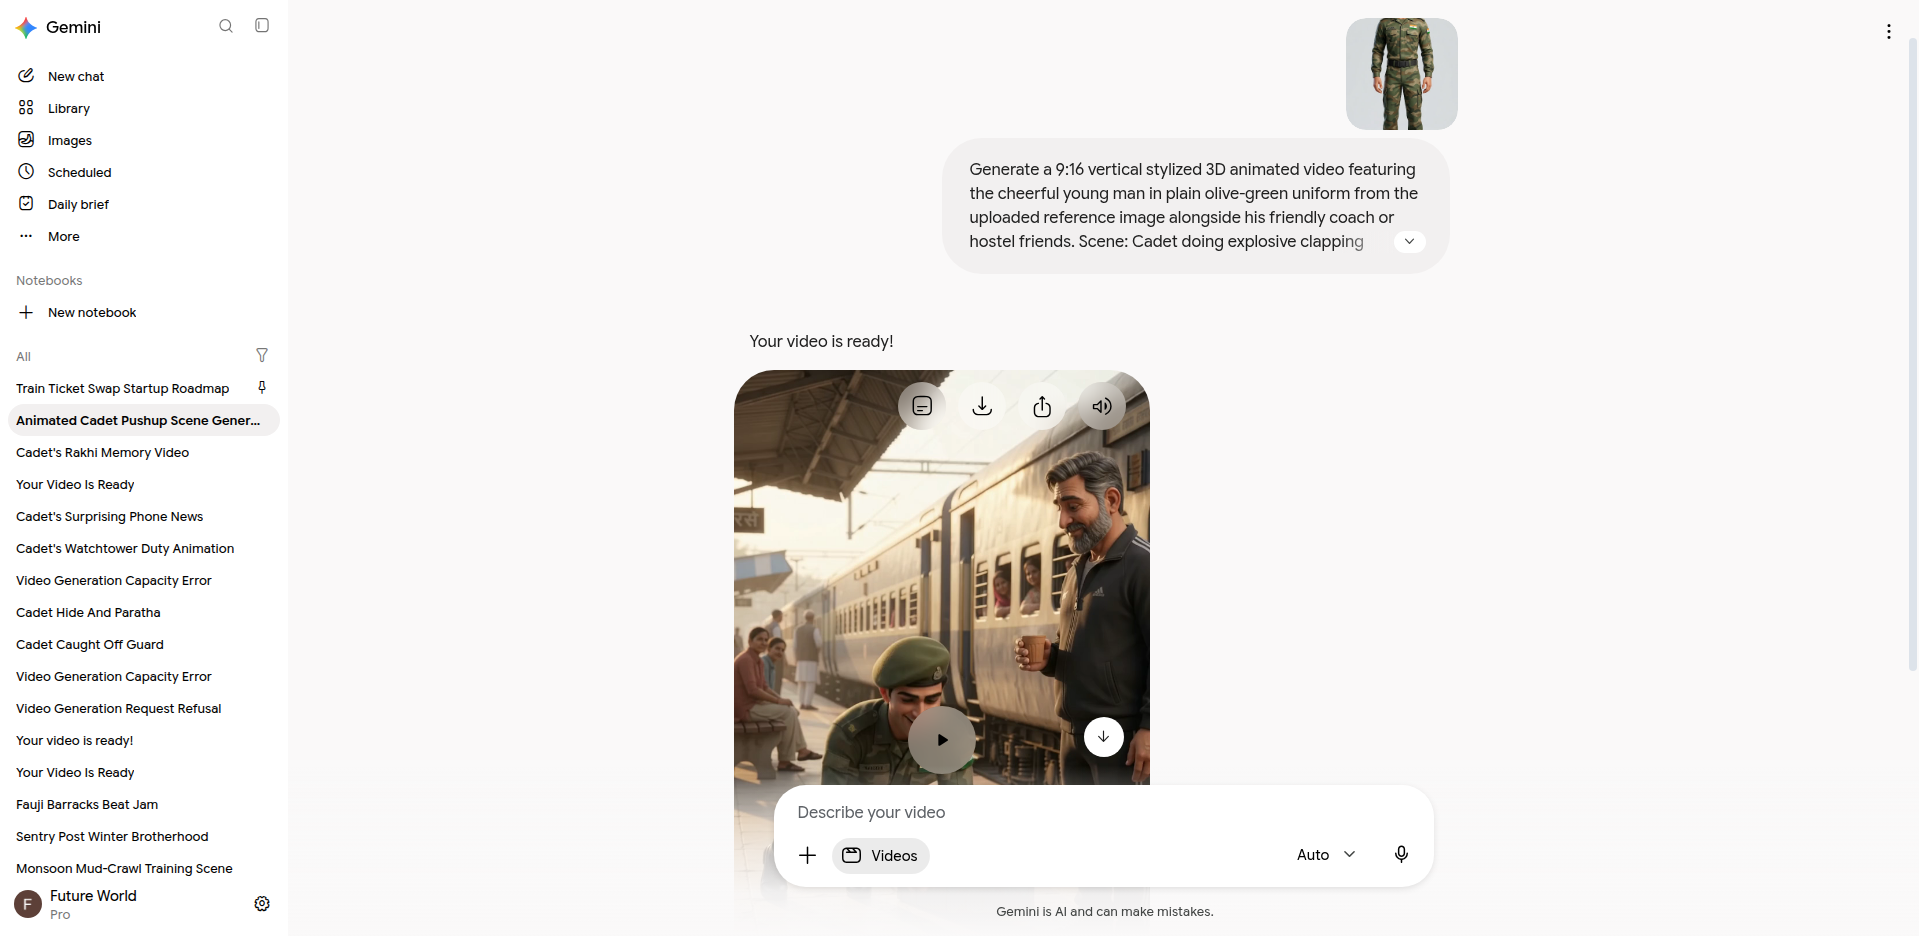 Gemini
New chat
Library
Images
Scheduled
Daily brief
More
Notebooks
New notebook
All
Train Ticket Swap Startup Roadmap
Animated Cadet Pushup Scene Gener...
Cadet's Rakhi Memory Video
Your Video Is Ready
Cadet's Surprising Phone News
Cadet's Watchtower Duty Animation
Video Generation Capacity Error
Cadet Hide And Paratha
Cadet Caught Off Guard
Video Generation Capacity Error
Video Generation Request Refusal
Your video is ready!
Your Video Is Ready
Fauji Barracks Beat Jam
Sentry Post Winter Brotherhood
Monsoon Mud-Crawl Training Scene
F
Future World
Pro
Generate a 9:16 vertical stylized 3D animated video featuring
the cheerful young man in plain olive-green uniform from the
uploaded reference image alongside his friendly coach or
hostel friends. Scene: Cadet doing explosive clapping
Your video is ready!
रसे
Describe your video
Videos
Auto
Gemini is AI and can make mistakes.